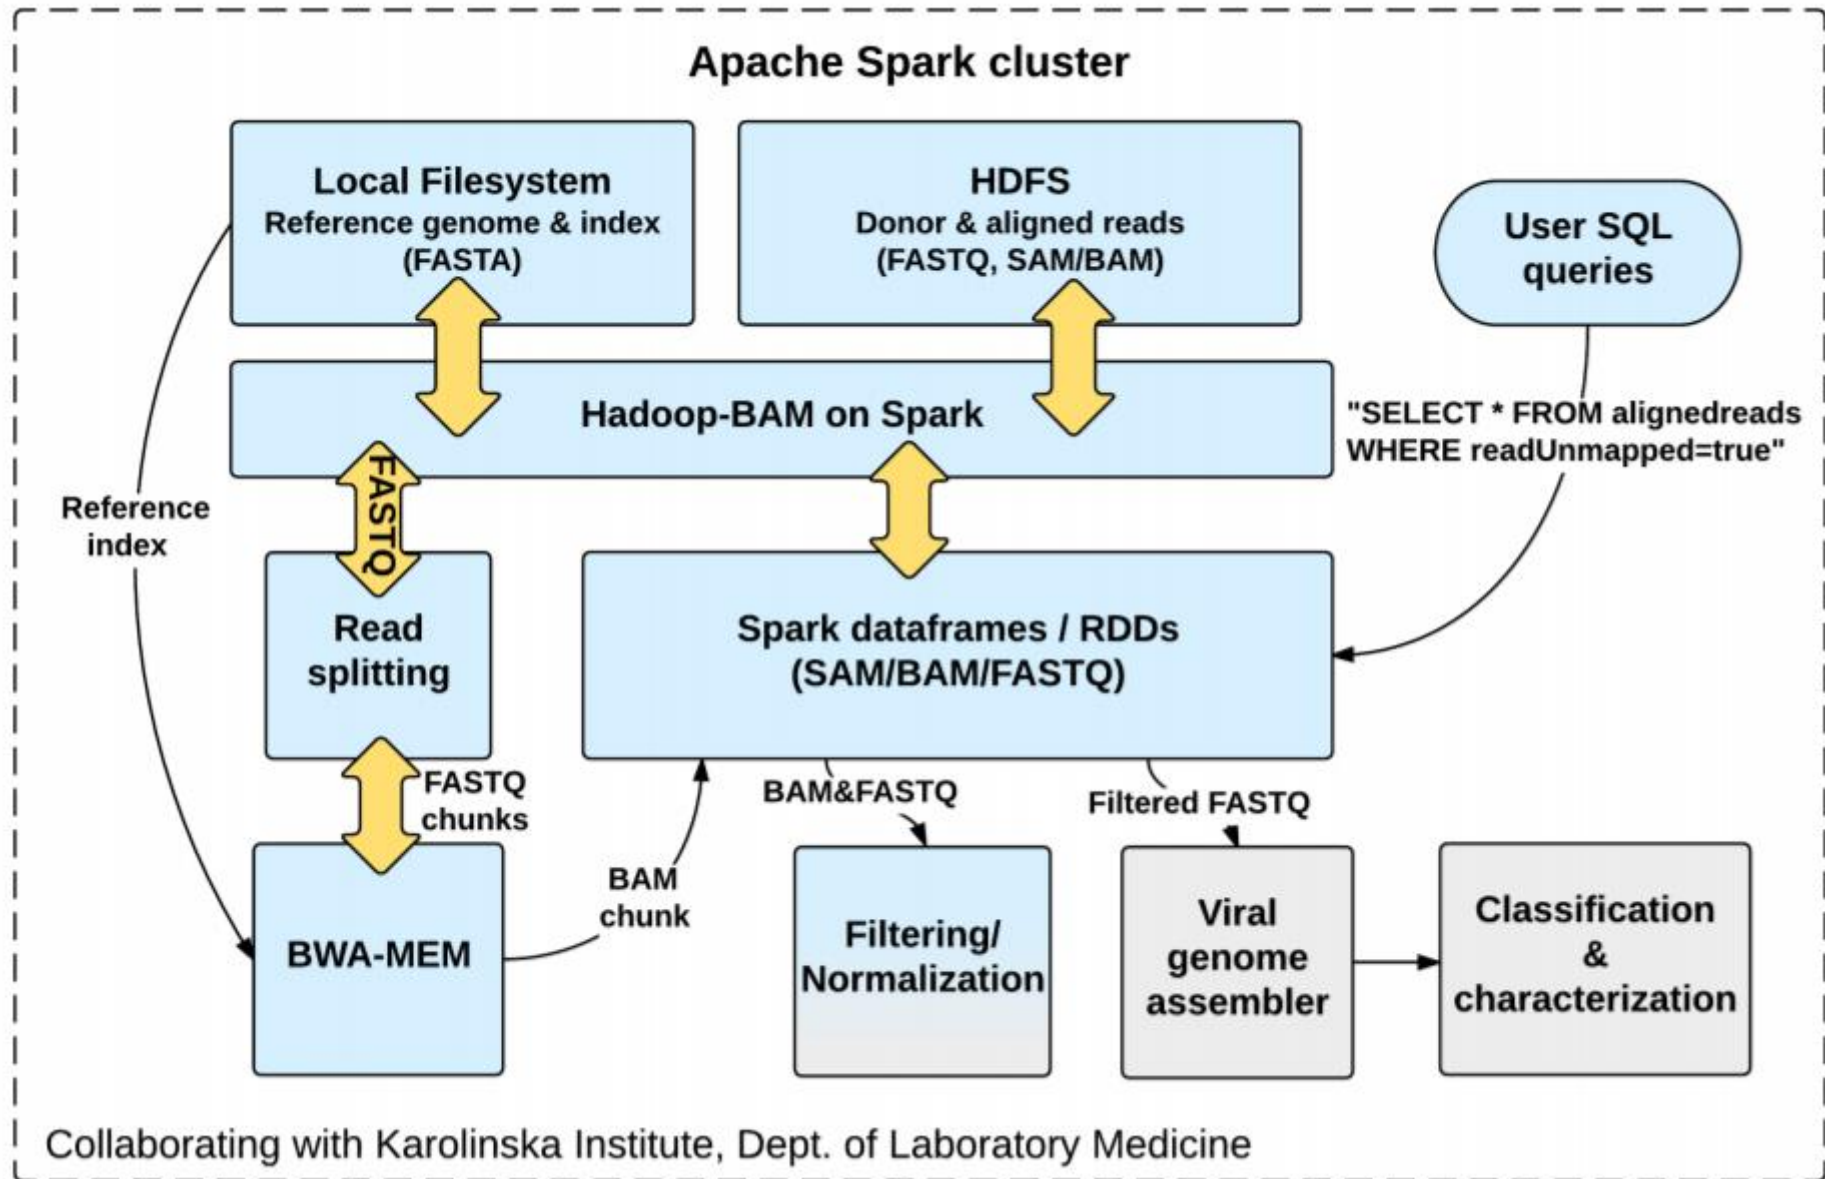 Apache Spark cluster
Local Filesystem
Reference genome & index
(FASTA)
HDFS
Donor & aligned reads
(FASTQ, SAM/BAM)
User SQL
queries
Hadoop-BAM on Spark
"SELECT * FROM alignedreads
WHERE readUnmapped=true"
FASTQ
Reference
index
Read
splitting
Spark dataframes / RDDs
(SAM/BAM/FASTQ)
FASTQ
chunks
BAM&FASTQ
Filtered FASTQ
BAM
chunk
BWA-MEM
Filtering/
Normalization
Viral
genome
assembler
Classification
&
characterization
Collaborating with Karolinska Institute, Dept. of Laboratory Medicine